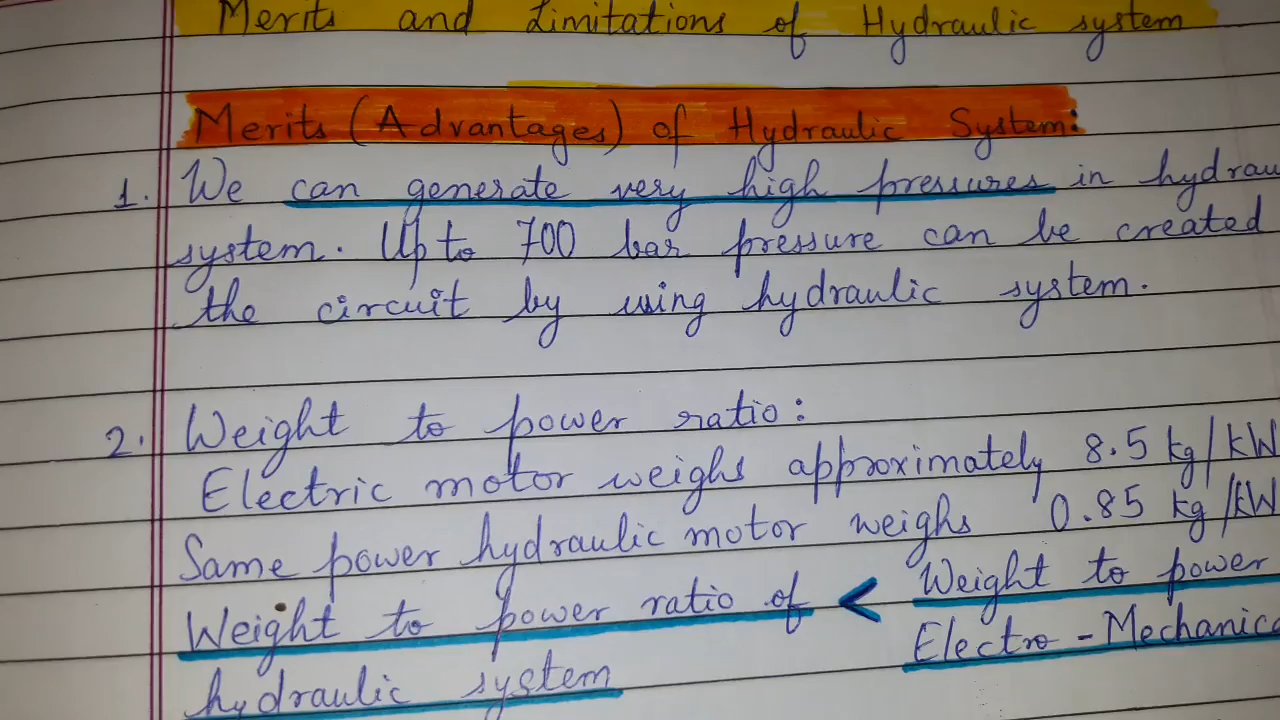 Merits and Limitations of Hydraulic system
Merits (Advantages) of Hydraulic System:
1. We can generate very high pressures in hydrau
system. Up to 700 bar pressure can be created
the circuit by using hydraulic system.
2. Weight to power ratio:
Electric motor weighs approximately 8.5 kg/kW
Same power hydraulic motor weighs 0.85 kg/kW
Weight to power ratio of < Weight to power
hydraulic system Electro-Mechanica